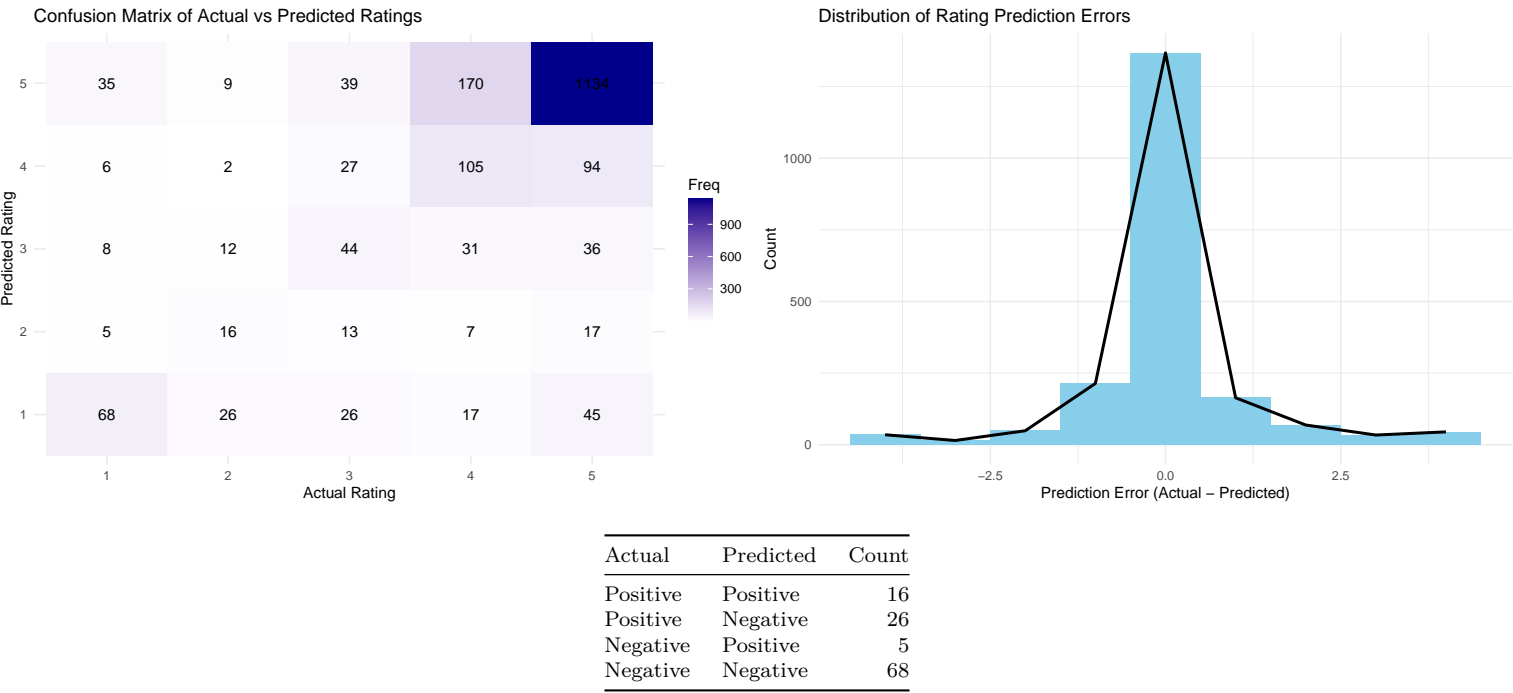 Confusion Matrix of Actual vs Predicted Ratings
5 35 9 39 170 1134
4 6 2 27 105 94
3 8 12 44 31 36
2 5 16 13 7 17
1 68 26 26 17 45
1 2 3 4 5
Actual Rating
Predicted Rating
Freq
900
600
300
Distribution of Rating Prediction Errors
1000
500
0
−2.5 0.0 2.5
Prediction Error (Actual − Predicted)
Count
Actual Predicted Count
Positive Positive 16
Positive Negative 26
Negative Positive 5
Negative Negative 68